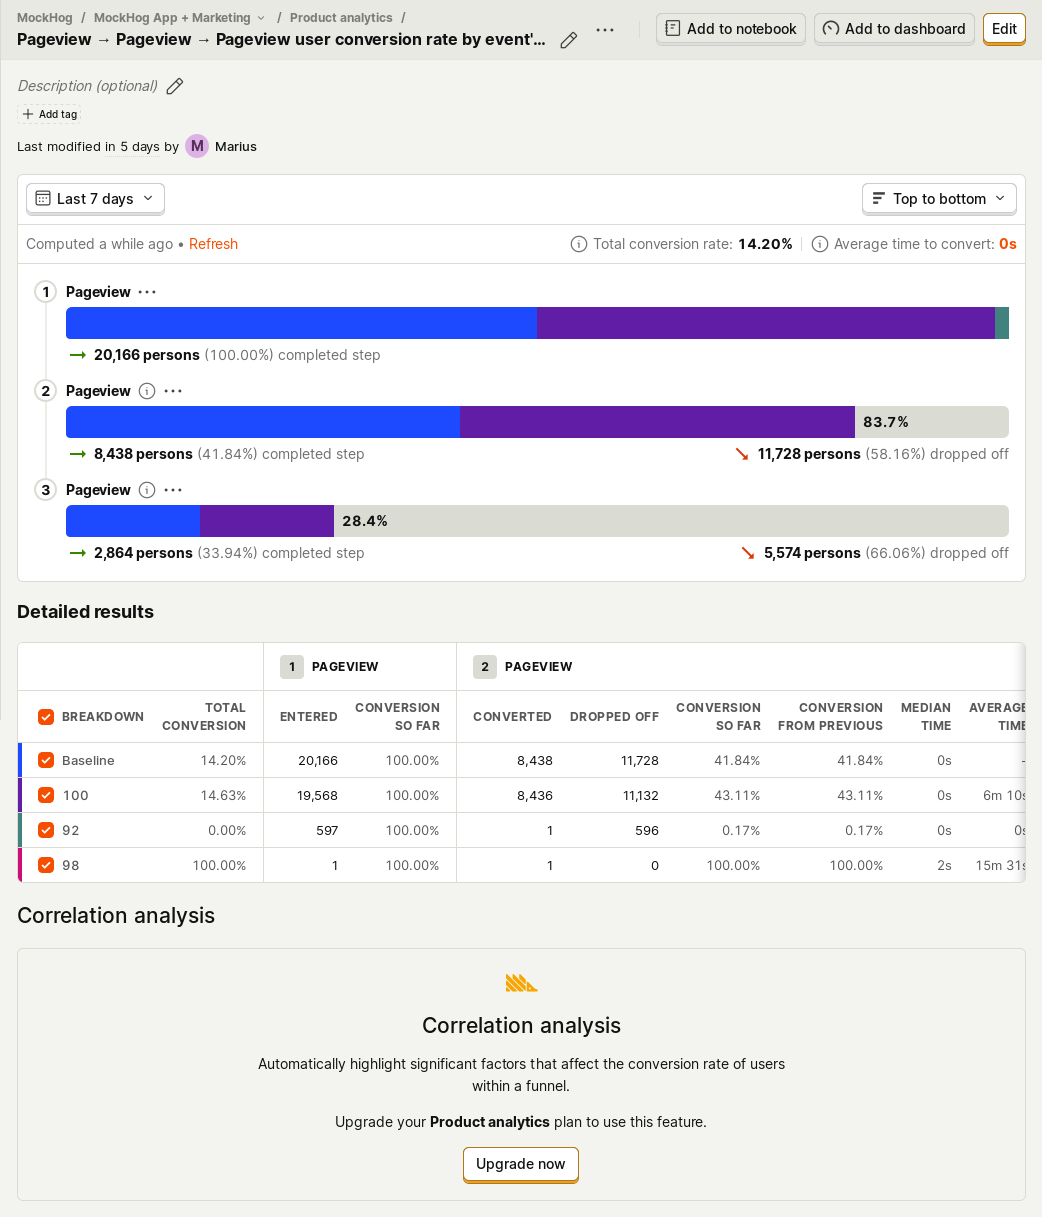 MockHog / MockHog App + Marketing / Product analytics /
Pageview → Pageview → Pageview user conversion rate by event'...
Add to notebook
Add to dashboard
Edit
Description (optional)
Add tag
Last modified in 5 days by M Marius
Last 7 days
Top to bottom
Computed a while ago • Refresh
Total conversion rate: 14.20%
Average time to convert: 0s
1 Pageview
→ 20,166 persons (100.00%) completed step
2 Pageview
83.7%
→ 8,438 persons (41.84%) completed step
11,728 persons (58.16%) dropped off
3 Pageview
28.4%
→ 2,864 persons (33.94%) completed step
5,574 persons (66.06%) dropped off
Detailed results
1 PAGEVIEW 2 PAGEVIEW
BREAKDOWN TOTAL CONVERSION ENTERED CONVERSION SO FAR CONVERTED DROPPED OFF CONVERSION SO FAR CONVERSION FROM PREVIOUS MEDIAN TIME AVERAGE TIME
Baseline 14.20% 20,166 100.00% 8,438 11,728 41.84% 41.84% 0s -
100 14.63% 19,568 100.00% 8,436 11,132 43.11% 43.11% 0s 6m 10s
92 0.00% 597 100.00% 1 596 0.17% 0.17% 0s 0s
98 100.00% 1 100.00% 1 0 100.00% 100.00% 2s 15m 31s
Correlation analysis
Correlation analysis
Automatically highlight significant factors that affect the conversion rate of users
within a funnel.
Upgrade your Product analytics plan to use this feature.
Upgrade now